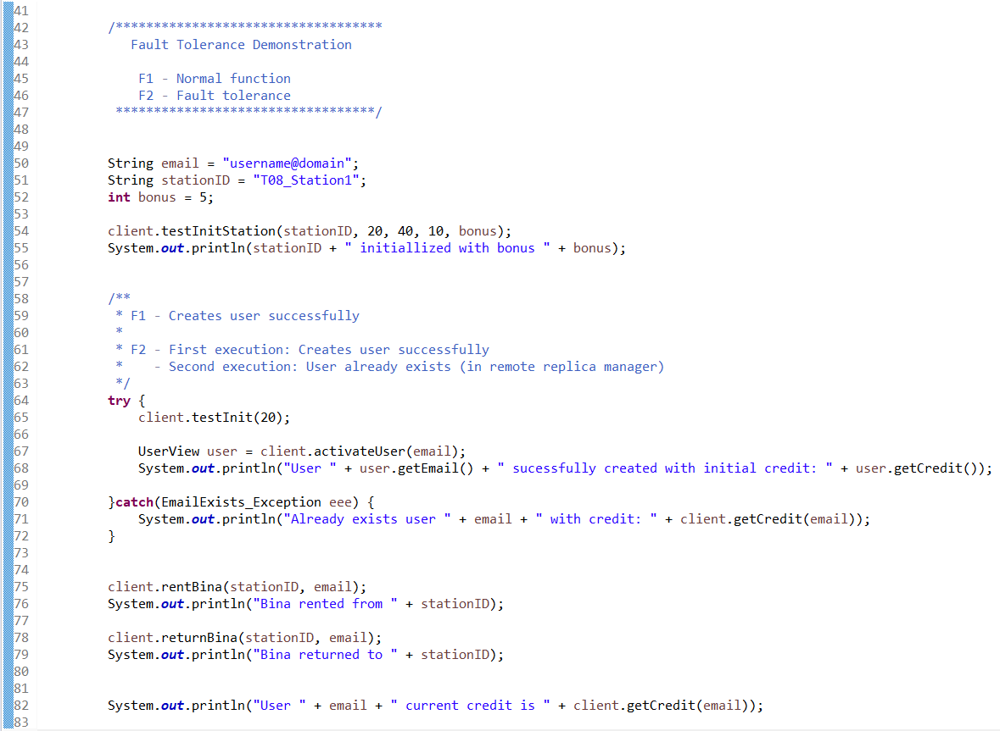 41
42 /***********************************
43 Fault Tolerance Demonstration
44
45 F1 - Normal function
46 F2 - Fault tolerance
47 **********************************/
48
49
50 String email = "username@domain";
51 String stationID = "T08_Station1";
52 int bonus = 5;
53
54 client.testInitStation(stationID, 20, 40, 10, bonus);
55 System.out.println(stationID + " initiallized with bonus " + bonus);
56
57
58 /**
59 * F1 - Creates user successfully
60 *
61 * F2 - First execution: Creates user successfully
62 * - Second execution: User already exists (in remote replica manager)
63 */
64 try {
65 client.testInit(20);
66
67 UserView user = client.activateUser(email);
68 System.out.println("User " + user.getEmail() + " sucessfully created with initial credit: " + user.getCredit());
69
70 }catch(EmailExists_Exception eee) {
71 System.out.println("Already exists user " + email + " with credit: " + client.getCredit(email));
72 }
73
74
75 client.rentBina(stationID, email);
76 System.out.println("Bina rented from " + stationID);
77
78 client.returnBina(stationID, email);
79 System.out.println("Bina returned to " + stationID);
80
81
82 System.out.println("User " + email + " current credit is " + client.getCredit(email));
83